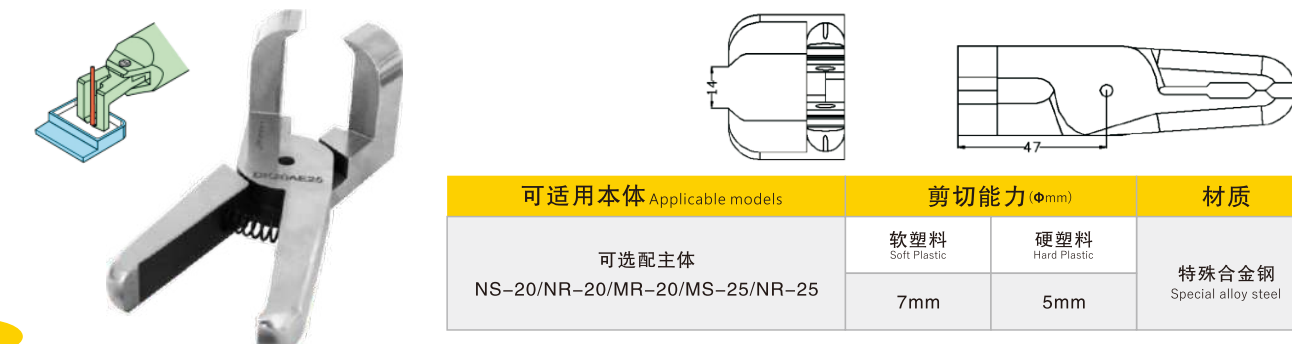 14
47
可适用本体 Applicable models
剪切能力(Φmm)
材质
可选配主体
NS-20/NR-20/MR-20/MS-25/NR-25
软塑料
Soft Plastic
硬塑料
Hard Plastic
7mm
5mm
特殊合金钢
Special alloy steel